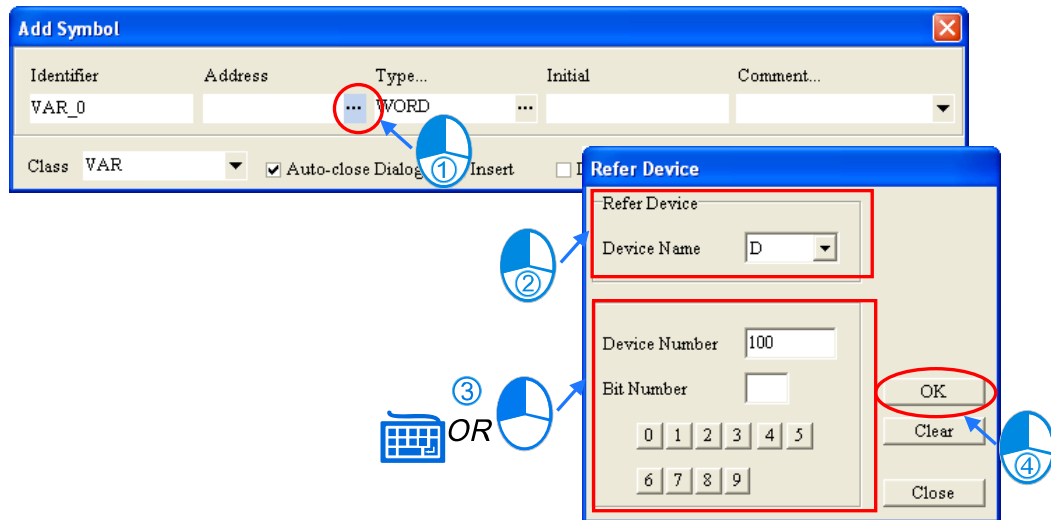 Add Symbol
Identifier Address Type... Initial Comment...
VAR_0 ... WORD ...
①
Class VAR Auto-close Dialog Insert
Refer Device
Refer Device
Device Name D
②
Device Number 100
Bit Number
③
OR
0 1 2 3 4 5
6 7 8 9
OK
Clear
④
Close